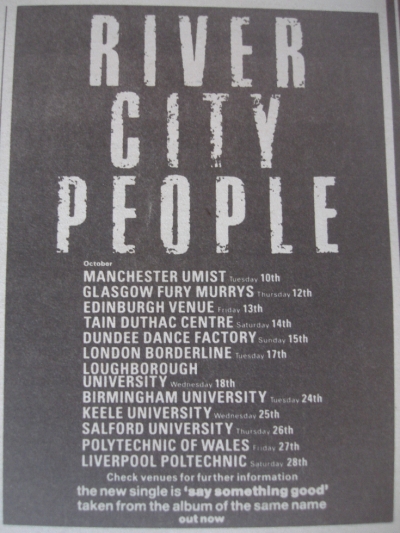 RIVER
CITY
PEOPLE
October
MANCHESTER UMIST Tuesday 10th
GLASGOW FURY MURRYS Thursday 12th
EDINBURGH VENUE Friday 13th
TAIN DUTHAC CENTRE Saturday 14th
DUNDEE DANCE FACTORY Sunday 15th
LONDON BORDERLINE Tuesday 17th
LOUGHBOROUGH
UNIVERSITY Wednesday 18th
BIRMINGHAM UNIVERSITY Tuesday 24th
KEELE UNIVERSITY Wednesday 25th
SALFORD UNIVERSITY Thursday 26th
POLYTECHNIC OF WALES Friday 27th
LIVERPOOL POLTECHNIC Saturday 28th
Check venues for further information
the new single is 'say something good'
taken from the album of the same name
out now